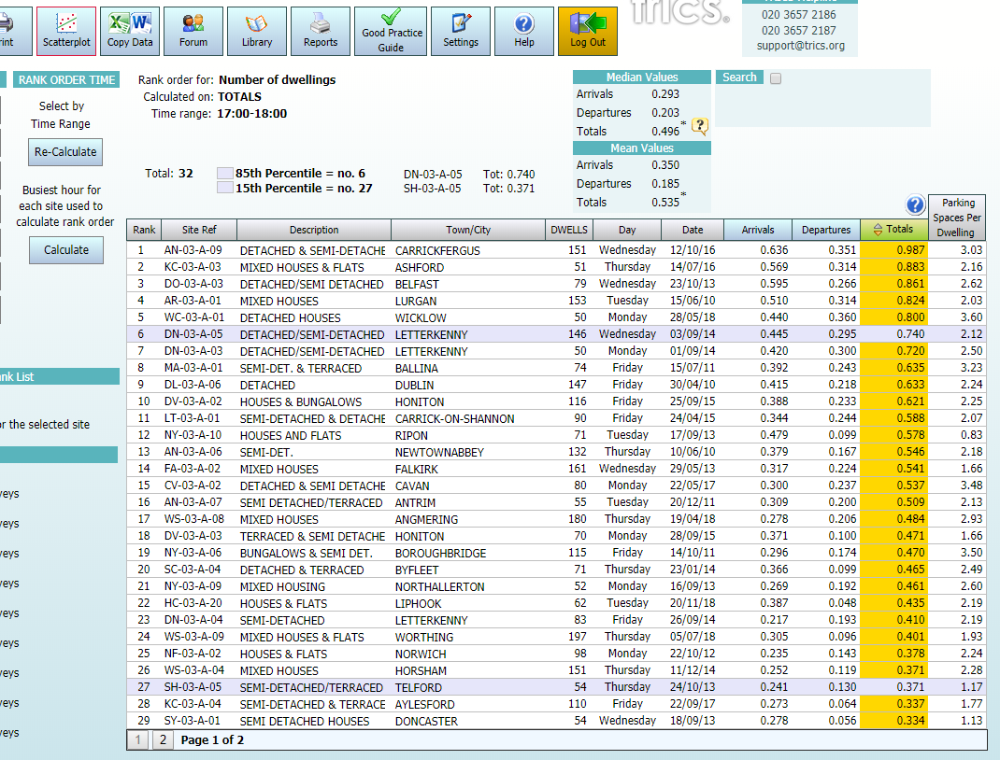 TRICS Helpline
trics®
020 3657 2186
020 3657 2187
support@trics.org
Print
Scatterplot
Copy Data
Forum
Library
Reports
Good Practice
Guide
Settings
Help
Log Out
RANK ORDER TIME
Select by
Time Range
Re-Calculate
Busiest hour for
each site used to
calculate rank order
Calculate
nk List
or the selected site
veys
veys
veys
veys
veys
veys
veys
veys
veys
Rank order for: Number of dwellings
Calculated on: TOTALS
Time range: 17:00-18:00
Total: 32
85th Percentile = no. 6 DN-03-A-05 Tot: 0.740
15th Percentile = no. 27 SH-03-A-05 Tot: 0.371
Median Values
Arrivals 0.293
Departures 0.203
Totals 0.496 * ?
Mean Values
Arrivals 0.350
Departures 0.185
Totals 0.535 *
Search
?
Rank Site Ref Description Town/City DWELLS Day Date Arrivals Departures Totals Parking Spaces Per Dwelling
1 AN-03-A-09 DETACHED & SEMI-DETACHE CARRICKFERGUS 151 Wednesday 12/10/16 0.636 0.351 0.987 3.03
2 KC-03-A-03 MIXED HOUSES & FLATS ASHFORD 51 Thursday 14/07/16 0.569 0.314 0.883 2.16
3 DO-03-A-03 DETACHED/SEMI DETACHED BELFAST 79 Wednesday 23/10/13 0.595 0.266 0.861 2.62
4 AR-03-A-01 MIXED HOUSES LURGAN 153 Tuesday 15/06/10 0.510 0.314 0.824 2.03
5 WC-03-A-01 DETACHED HOUSES WICKLOW 50 Monday 28/05/18 0.440 0.360 0.800 3.60
6 DN-03-A-05 DETACHED/SEMI-DETACHED LETTERKENNY 146 Wednesday 03/09/14 0.445 0.295 0.740 2.12
7 DN-03-A-03 DETACHED/SEMI-DETACHED LETTERKENNY 50 Monday 01/09/14 0.420 0.300 0.720 2.50
8 MA-03-A-01 SEMI-DET. & TERRACED BALLINA 74 Friday 15/07/11 0.392 0.243 0.635 3.23
9 DL-03-A-06 DETACHED DUBLIN 147 Friday 30/04/10 0.415 0.218 0.633 2.24
10 DV-03-A-02 HOUSES & BUNGALOWS HONITON 116 Friday 25/09/15 0.388 0.233 0.621 2.25
11 LT-03-A-01 SEMI-DETACHED & DETACHE CARRICK-ON-SHANNON 90 Friday 24/04/15 0.344 0.244 0.588 2.07
12 NY-03-A-10 HOUSES AND FLATS RIPON 71 Tuesday 17/09/13 0.479 0.099 0.578 0.83
13 AN-03-A-06 SEMI-DET. NEWTOWNABBEY 132 Thursday 10/06/10 0.379 0.167 0.546 2.18
14 FA-03-A-02 MIXED HOUSES FALKIRK 161 Wednesday 29/05/13 0.317 0.224 0.541 1.66
15 CV-03-A-02 DETACHED & SEMI DETACHE CAVAN 80 Monday 22/05/17 0.300 0.237 0.537 3.48
16 AN-03-A-07 SEMI DETACHED/TERRACED ANTRIM 55 Tuesday 20/12/11 0.309 0.200 0.509 2.13
17 WS-03-A-08 MIXED HOUSES ANGMERING 180 Thursday 19/04/18 0.278 0.206 0.484 2.93
18 DV-03-A-03 TERRACED & SEMI DETACHE HONITON 70 Monday 28/09/15 0.371 0.100 0.471 1.66
19 NY-03-A-06 BUNGALOWS & SEMI DET. BOROUGHBRIDGE 115 Friday 14/10/11 0.296 0.174 0.470 3.50
20 SC-03-A-04 DETACHED & TERRACED BYFLEET 71 Thursday 23/01/14 0.366 0.099 0.465 2.49
21 NY-03-A-09 MIXED HOUSING NORTHALLERTON 52 Monday 16/09/13 0.269 0.192 0.461 2.60
22 HC-03-A-20 HOUSES & FLATS LIPHOOK 62 Tuesday 20/11/18 0.387 0.048 0.435 2.19
23 DN-03-A-04 SEMI-DETACHED LETTERKENNY 83 Friday 26/09/14 0.217 0.193 0.410 2.19
24 WS-03-A-09 MIXED HOUSES & FLATS WORTHING 197 Thursday 05/07/18 0.305 0.096 0.401 1.93
25 NF-03-A-02 HOUSES & FLATS NORWICH 98 Monday 22/10/12 0.235 0.143 0.378 2.24
26 WS-03-A-04 MIXED HOUSES HORSHAM 151 Thursday 11/12/14 0.252 0.119 0.371 2.28
27 SH-03-A-05 SEMI-DETACHED/TERRACED TELFORD 54 Thursday 24/10/13 0.241 0.130 0.371 1.17
28 KC-03-A-04 SEMI-DETACHED & TERRACE AYLESFORD 110 Friday 22/09/17 0.273 0.064 0.337 1.77
29 SY-03-A-01 SEMI DETACHED HOUSES DONCASTER 54 Wednesday 18/09/13 0.278 0.056 0.334 1.13
1 2 Page 1 of 2